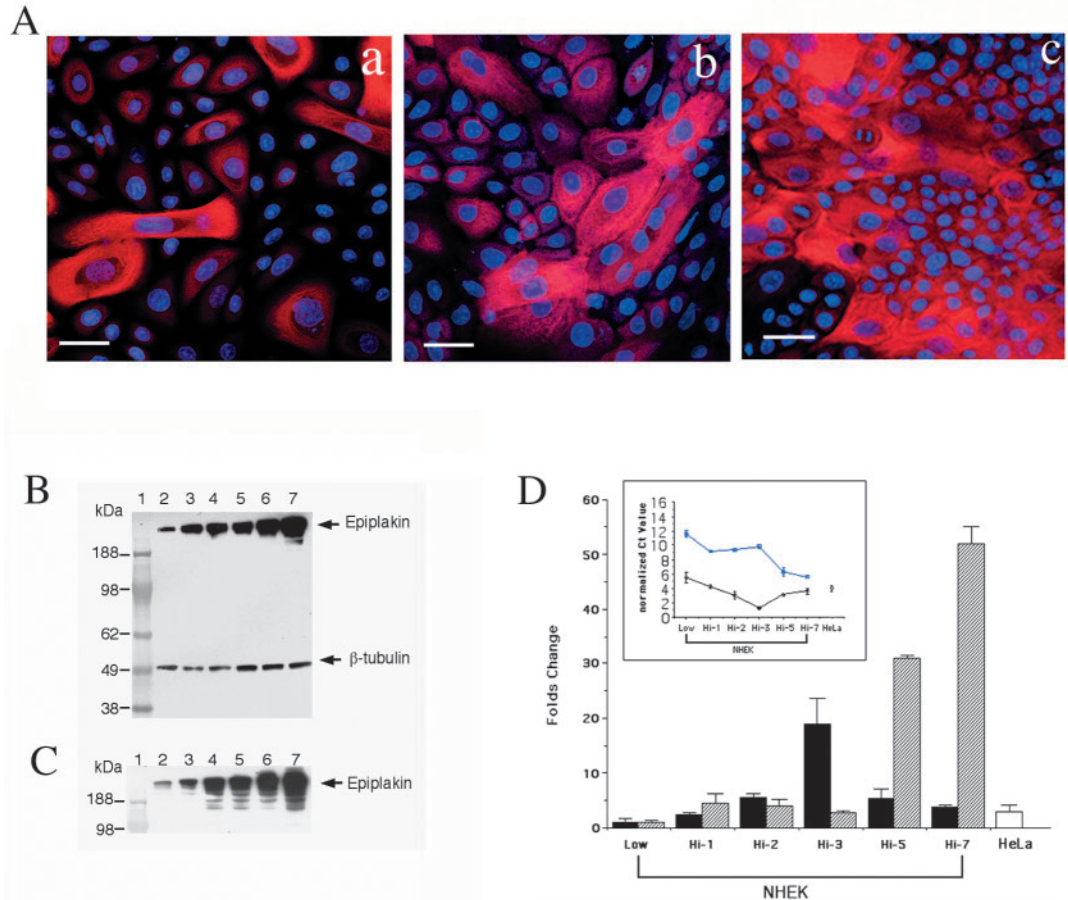 A
a
b
c
B
kDa
1 2 3 4 5 6 7
Epiplakin
188
98
62
β-tubulin
49
38
C
kDa
1 2 3 4 5 6 7
Epiplakin
188
98
D
60
50
40
30
20
10
5
0
Folds Change
16
14
12
10
8
6
4
2
0
normalized Ct Value
Low Hi-1 Hi-2 Hi-3 Hi-5 Hi-7 HeLa
NHEK
Low Hi-1 Hi-2 Hi-3 Hi-5 Hi-7 HeLa
NHEK